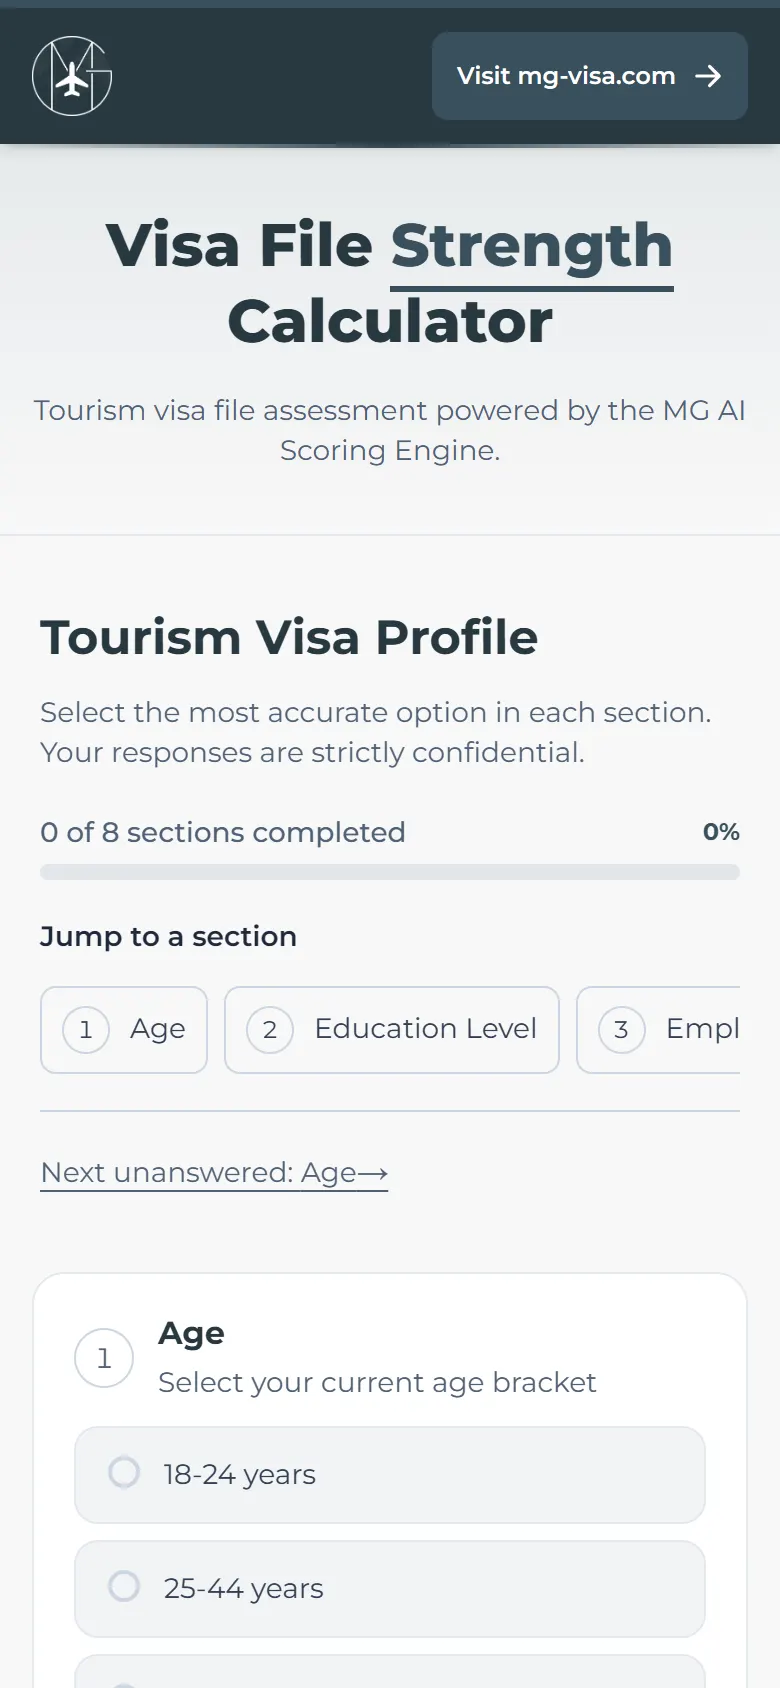 MG
Visit mg-visa.com →
Visa File Strength
Calculator
Tourism visa file assessment powered by the MG AI
Scoring Engine.
Tourism Visa Profile
Select the most accurate option in each section.
Your responses are strictly confidential.
0 of 8 sections completed
0%
Jump to a section
1 Age
2 Education Level
3 Empl
Next unanswered: Age→
1
Age
Select your current age bracket
18-24 years
25-44 years